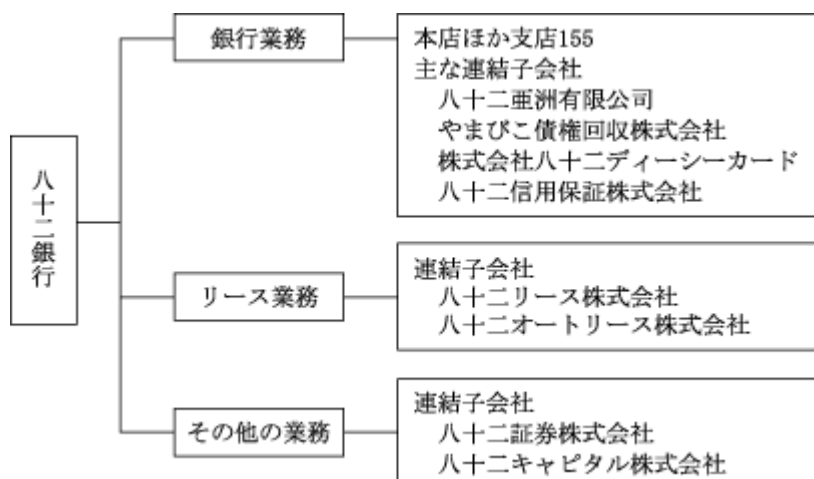 八十二銀行
銀行業務
本店ほか支店155
主な連結子会社
八十二亜洲有限公司
やまびこ債権回収株式会社
株式会社八十二ディーシーカード
八十二信用保証株式会社
リース業務
連結子会社
八十二リース株式会社
八十二オートリース株式会社
その他の業務
連結子会社
八十二証券株式会社
八十二キャピタル株式会社